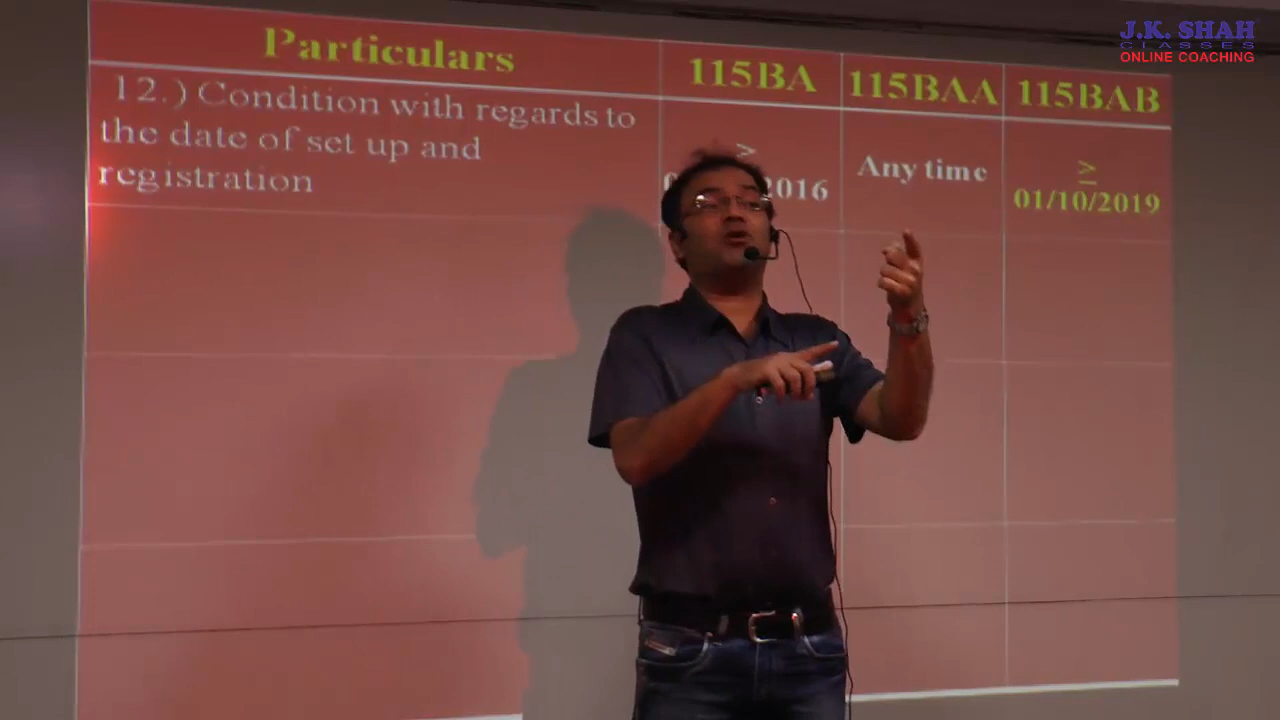 J.K. SHAH
CLASSES
ONLINE COACHING
Particulars 115BA 115BAA 115BAB
12.) Condition with regards to
the date of set up and
registration
≥
2016
Any time
≥
01/10/2019